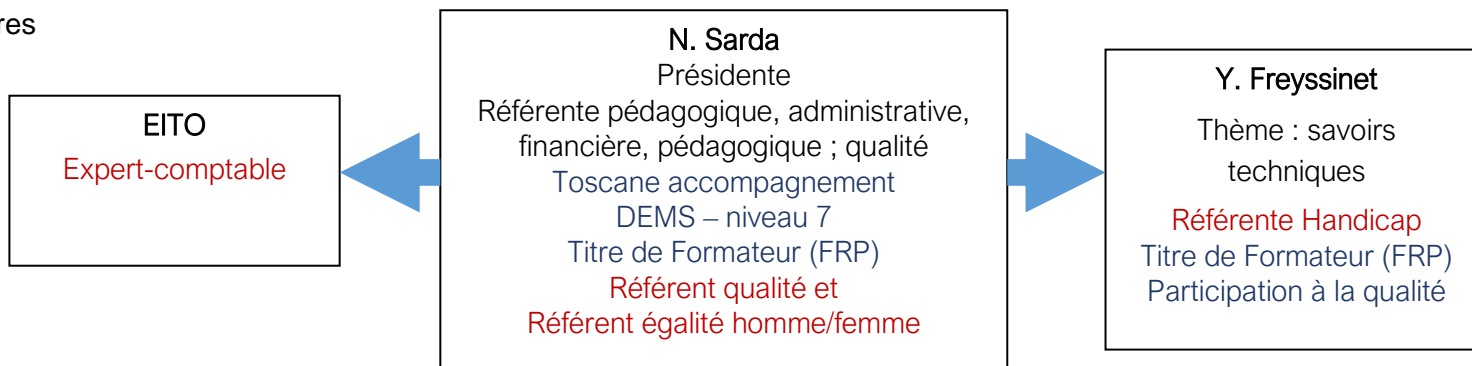 res
EITO
Expert-comptable
N. Sarda
Présidente
Référente pédagogique, administrative,
financière, pédagogique ; qualité
Toscane accompagnement
DEMS – niveau 7
Titre de Formateur (FRP)
Référent qualité et
Référent égalité homme/femme
Y. Freyssinet
Thème : savoirs
techniques
Référente Handicap
Titre de Formateur (FRP)
Participation à la qualité